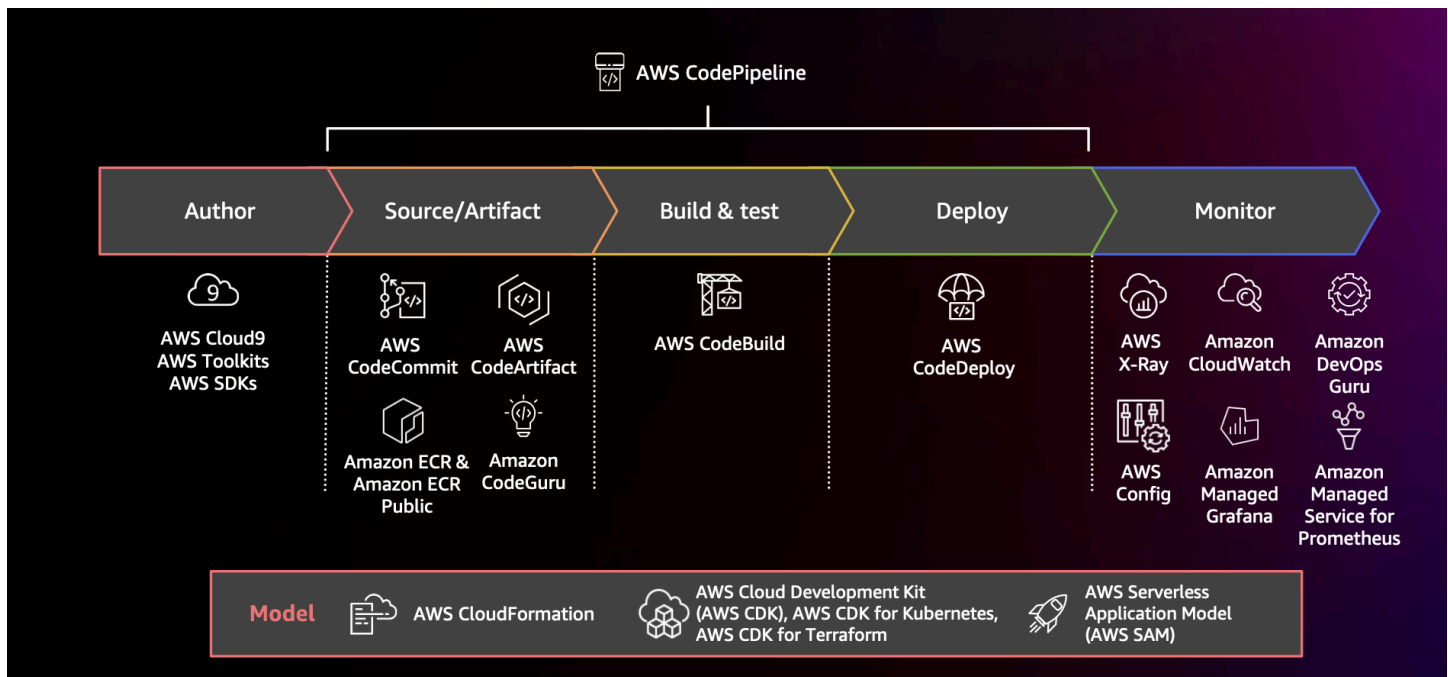 AWS CodePipeline
Author
Source/Artifact
Build & test
Deploy
Monitor
9
AWS Cloud9
AWS Toolkits
AWS SDKs
AWS
CodeCommit
AWS
CodeArtifact
Amazon ECR &
Amazon ECR
Public
Amazon
CodeGuru
AWS CodeBuild
AWS
CodeDeploy
AWS
X-Ray
Amazon
CloudWatch
Amazon
DevOps
Guru
AWS
Config
Amazon
Managed
Grafana
Amazon
Managed
Service for
Prometheus
Model
AWS CloudFormation
AWS Cloud Development Kit
(AWS CDK), AWS CDK for Kubernetes,
AWS CDK for Terraform
AWS Serverless
Application Model
(AWS SAM)